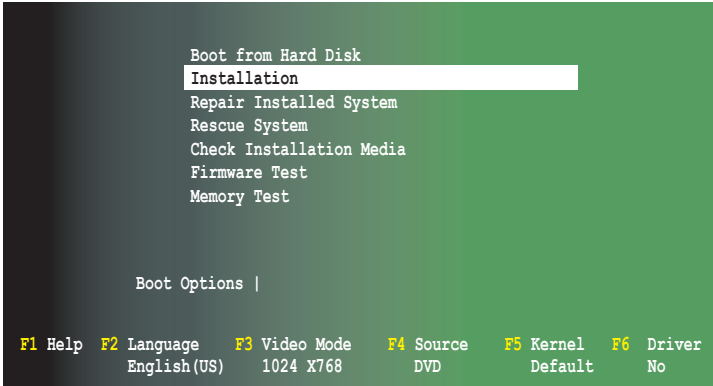 Boot from Hard Disk
Installation
Repair Installed System
Rescue System
Check Installation Media
Firmware Test
Memory Test
Boot Options |
F1 Help F2 Language F3 Video Mode F4 Source F5 Kernel F6 Driver
English(US) 1024 X768 DVD Default No